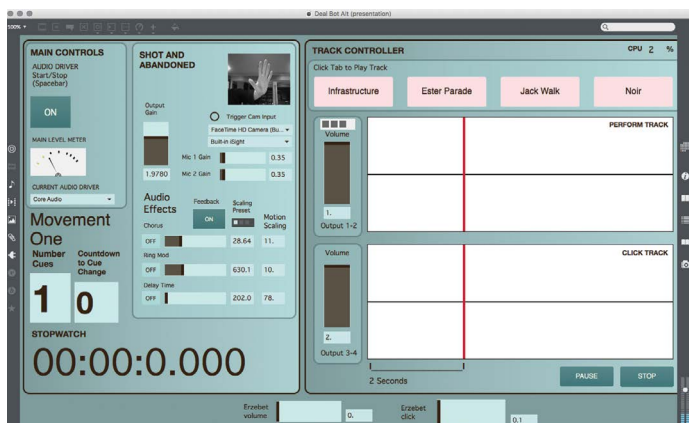 Deal Bot Alt (presentation)
100%
MAIN CONTROLS
AUDIO DRIVER
Start/Stop
(Spacebar)
ON
MAIN LEVEL METER
CURRENT AUDIO DRIVER
Core Audio
Movement
One
Number
Cues
Countdown
to Cue
Change
1
0
STOPWATCH
00:00:0.000
SHOT AND
ABANDONED
Output
Gain
Trigger Cam Input
FaceTime HD Camera (Bu...
Built-in iSight
1.9780
Mic 1 Gain
0.35
Mic 2 Gain
0.35
Audio
Effects
Feedback
ON
Scaling
Preset
Motion
Scaling
Chorus
OFF
28.64
11.
Ring Mod
OFF
630.1
10.
Delay Time
OFF
202.0
78.
TRACK CONTROLLER
CPU 2 %
Click Tab to Play Track
Infrastructure
Ester Parade
Jack Walk
Noir
Volume
1.
Output 1-2
PERFORM TRACK
Volume
2.
Output 3-4
CLICK TRACK
2 Seconds
PAUSE
STOP
Erzebet
volume
0.
Erzebet
click
0.1